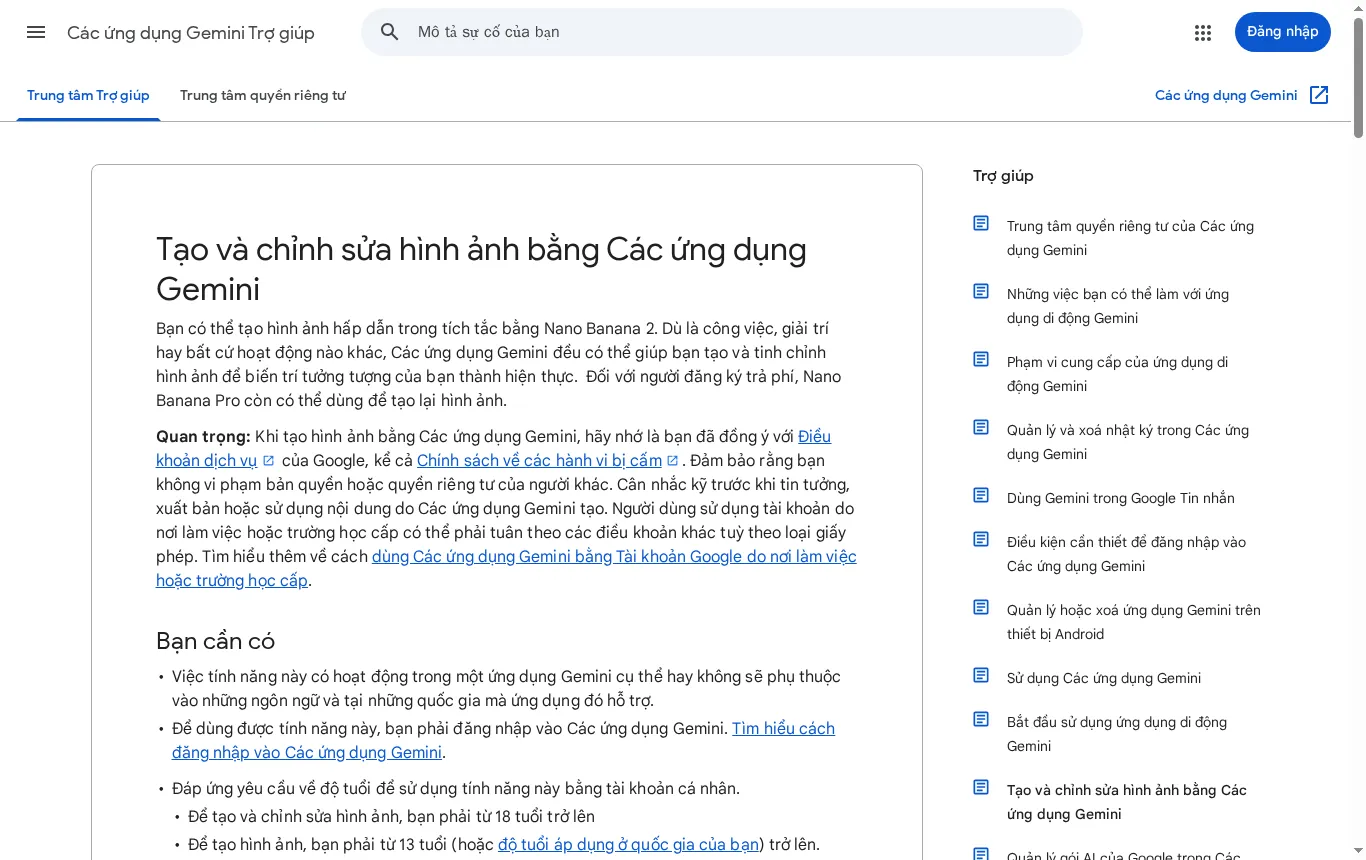 Các ứng dụng Gemini Trợ giúp
Mô tả sự cố của bạn
Đăng nhập
Trung tâm Trợ giúp
Trung tâm quyền riêng tư
Các ứng dụng Gemini
Tạo và chỉnh sửa hình ảnh bằng Các ứng dụng
Gemini
Bạn có thể tạo hình ảnh hấp dẫn trong tích tắc bằng Nano Banana 2. Dù là công việc, giải trí
hay bất cứ hoạt động nào khác, Các ứng dụng Gemini đều có thể giúp bạn tạo và tinh chỉnh
hình ảnh để biến trí tưởng tượng của bạn thành hiện thực.  Đối với người đăng ký trả phí, Nano
Banana Pro còn có thể dùng để tạo lại hình ảnh.
Quan trọng: Khi tạo hình ảnh bằng Các ứng dụng Gemini, hãy nhớ là bạn đã đồng ý với Điều
khoản dịch vụ của Google, kể cả Chính sách về các hành vi bị cấm . Đảm bảo rằng bạn
không vi phạm bản quyền hoặc quyền riêng tư của người khác. Cân nhắc kỹ trước khi tin tưởng,
xuất bản hoặc sử dụng nội dung do Các ứng dụng Gemini tạo. Người dùng sử dụng tài khoản do
nơi làm việc hoặc trường học cấp có thể phải tuân theo các điều khoản khác tuỳ theo loại giấy
phép. Tìm hiểu thêm về cách dùng Các ứng dụng Gemini bằng Tài khoản Google do nơi làm việc
hoặc trường học cấp.
Bạn cần có
• Việc tính năng này có hoạt động trong một ứng dụng Gemini cụ thể hay không sẽ phụ thuộc
vào những ngôn ngữ và tại những quốc gia mà ứng dụng đó hỗ trợ.
• Để dùng được tính năng này, bạn phải đăng nhập vào Các ứng dụng Gemini. Tìm hiểu cách
đăng nhập vào Các ứng dụng Gemini.
• Đáp ứng yêu cầu về độ tuổi để sử dụng tính năng này bằng tài khoản cá nhân.
• Để tạo và chỉnh sửa hình ảnh, bạn phải từ 18 tuổi trở lên
• Để tạo hình ảnh, bạn phải từ 13 tuổi (hoặc độ tuổi áp dụng ở quốc gia của bạn) trở lên.
Trợ giúp
Trung tâm quyền riêng tư của Các ứng
dụng Gemini
Những việc bạn có thể làm với ứng
dụng di động Gemini
Phạm vi cung cấp của ứng dụng di
động Gemini
Quản lý và xoá nhật ký trong Các ứng
dụng Gemini
Dùng Gemini trong Google Tin nhắn
Điều kiện cần thiết để đăng nhập vào
Các ứng dụng Gemini
Quản lý hoặc xoá ứng dụng Gemini trên
thiết bị Android
Sử dụng Các ứng dụng Gemini
Bắt đầu sử dụng ứng dụng di động
Gemini
Tạo và chỉnh sửa hình ảnh bằng Các
ứng dụng Gemini
Quản lý gói AI của Google trong Các